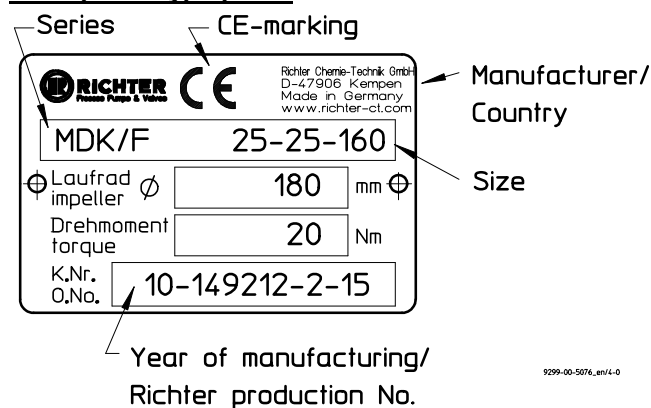 Series
CE-marking
RICHTER
Process Pumps & Valves
CE
Richter Chemie-Technik GmbH
D-47906 Kempen
Made in Germany
www.richter-ct.com
Manufacturer/
Country
MDK/F 25-25-160
Size
Laufrad
impeller Ø 180 mm
Drehmoment
torque 20 Nm
K.Nr.
O.No. 10-149212-2-15
Year of manufacturing/
Richter production No.
9299-00-5076_en/4-0